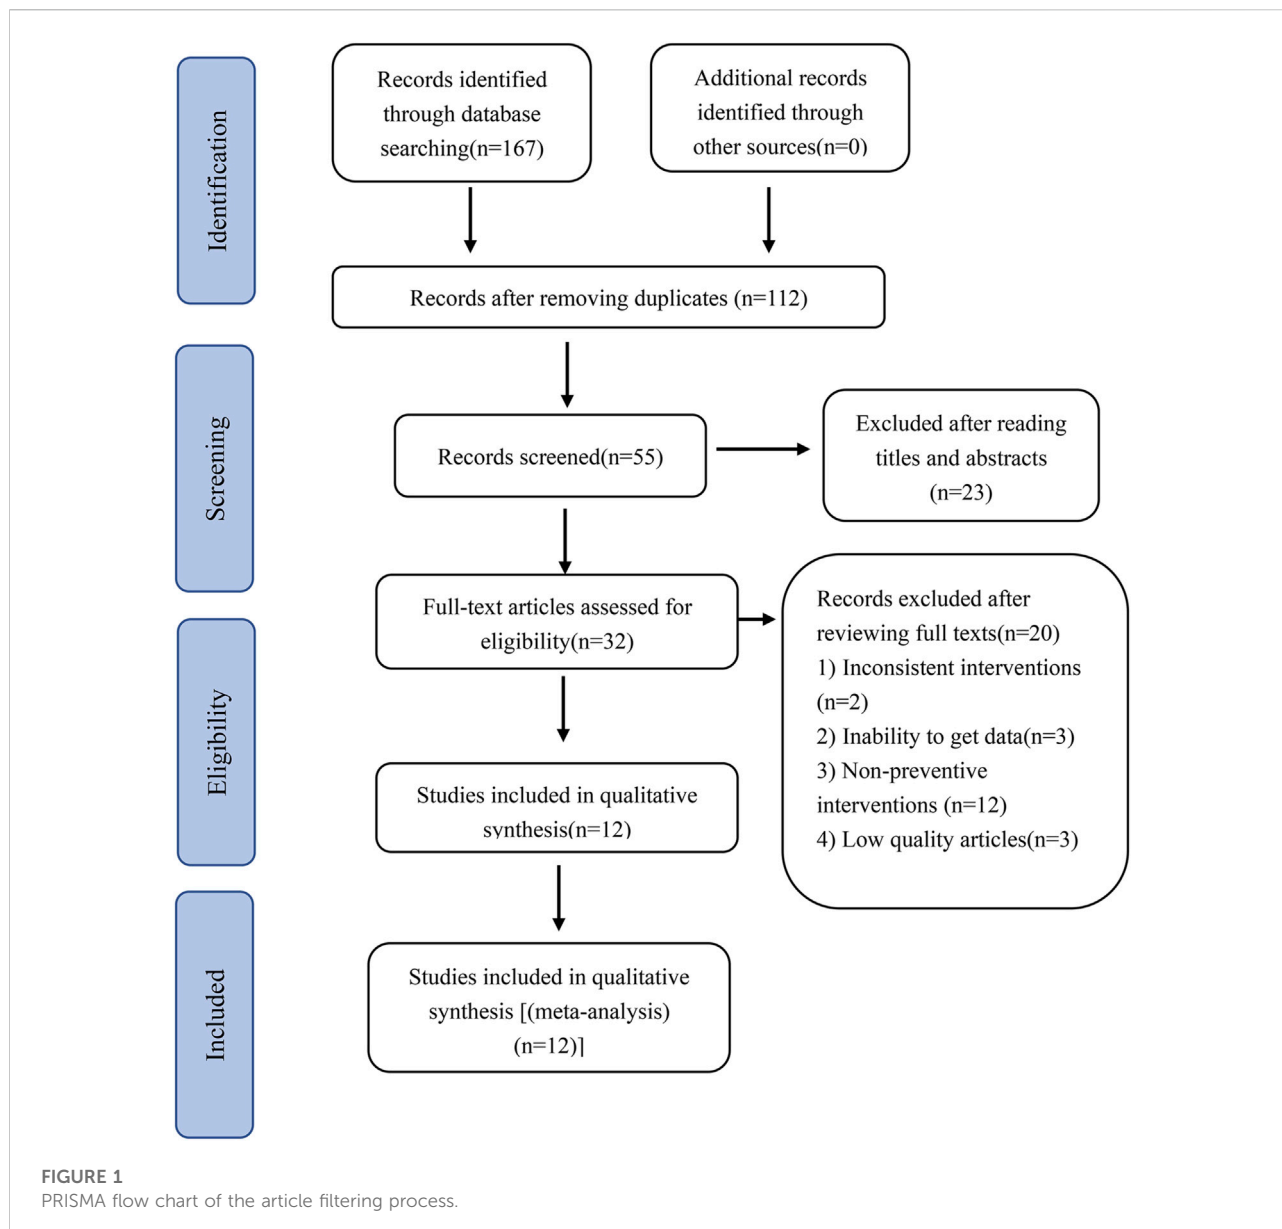 Identification
Records identified
through database
searching(n=167)
Additional records
identified through
other sources(n=0)
Records after removing duplicates (n=112)
Screening
Records screened(n=55)
Excluded after reading
titles and abstracts
(n=23)
Eligibility
Full-text articles assessed for
eligibility(n=32)
Records excluded after
reviewing full texts(n=20)
1) Inconsistent interventions
(n=2)
2) Inability to get data(n=3)
3) Non-preventive
interventions (n=12)
4) Low quality articles(n=3)
Studies included in qualitative
synthesis(n=12)
Included
Studies included in qualitative
synthesis [(meta-analysis)
(n=12)]
FIGURE 1
PRISMA flow chart of the article filtering process.